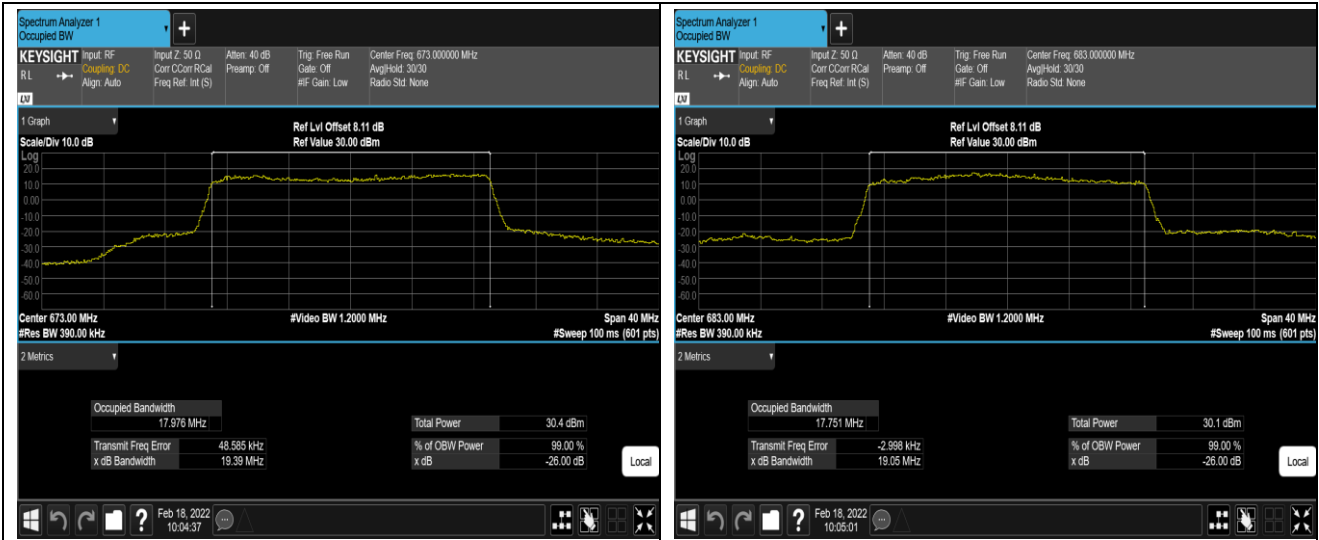 Spectrum Analyzer 1
Occupied BW
+
KEYSIGHT
RL
LXI
Input: RF
Coupling: DC
Align: Auto
Input Z: 50 Ω
Corr CCorr RCal
Freq Ref: Int (S)
Atten: 40 dB
Preamp: Off
Trig: Free Run
Gate: Off
#IF Gain: Low
Center Freq: 673.000000 MHz
Avg|Hold: 30/30
Radio Std: None
1 Graph
Scale/Div 10.0 dB
Ref Lvl Offset 8.11 dB
Ref Value 30.00 dBm
Log
20.0
10.0
0.00
-10.0
-20.0
-30.0
-40.0
-50.0
-60.0
Center 673.00 MHz
#Res BW 390.00 kHz
#Video BW 1.2000 MHz
Span 40 MHz
#Sweep 100 ms (601 pts)
2 Metrics
Occupied Bandwidth
17.976 MHz
Transmit Freq Error 48.585 kHz
x dB Bandwidth 19.39 MHz
Total Power 30.4 dBm
% of OBW Power 99.00 %
x dB -26.00 dB
Local
?
Feb 18, 2022
10:04:37
Spectrum Analyzer 1
Occupied BW
+
KEYSIGHT
RL
LXI
Input: RF
Coupling: DC
Align: Auto
Input Z: 50 Ω
Corr CCorr RCal
Freq Ref: Int (S)
Atten: 40 dB
Preamp: Off
Trig: Free Run
Gate: Off
#IF Gain: Low
Center Freq: 683.000000 MHz
Avg|Hold: 30/30
Radio Std: None
1 Graph
Scale/Div 10.0 dB
Ref Lvl Offset 8.11 dB
Ref Value 30.00 dBm
Log
20.0
10.0
0.00
-10.0
-20.0
-30.0
-40.0
-50.0
-60.0
Center 683.00 MHz
#Res BW 390.00 kHz
#Video BW 1.2000 MHz
Span 40 MHz
#Sweep 100 ms (601 pts)
2 Metrics
Occupied Bandwidth
17.751 MHz
Transmit Freq Error -2.998 kHz
x dB Bandwidth 19.05 MHz
Total Power 30.1 dBm
% of OBW Power 99.00 %
x dB -26.00 dB
Local
?
Feb 18, 2022
10:05:01